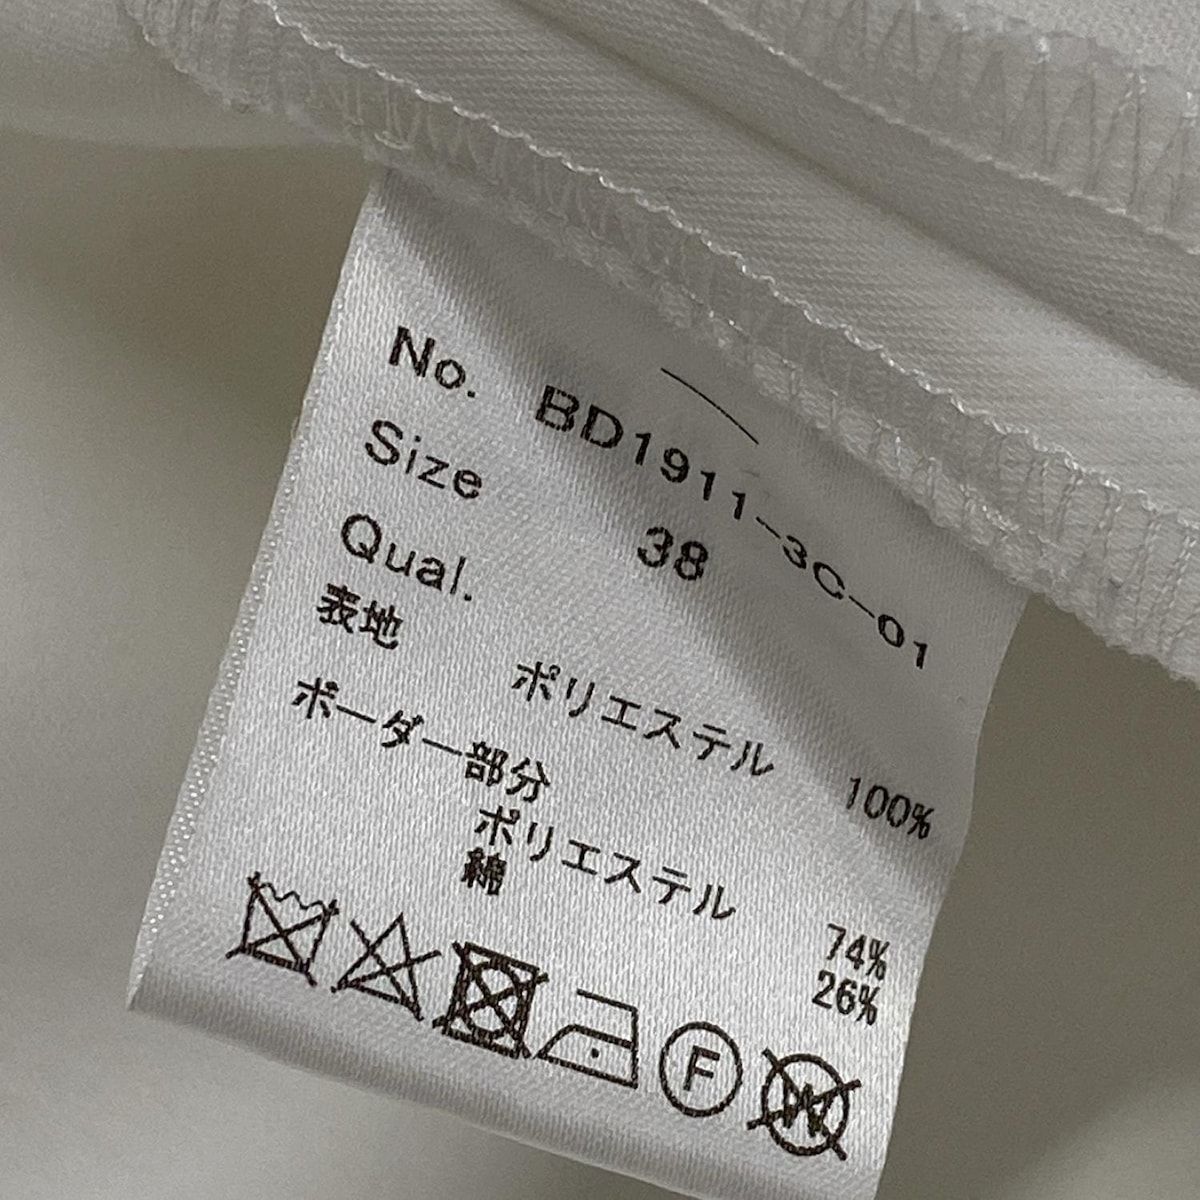 No. BD1911-3C-01
Size 38
Qual.
表地
ポリエステル 100%
ボーダー部分
ポリエステル 74%
綿 26%
F W